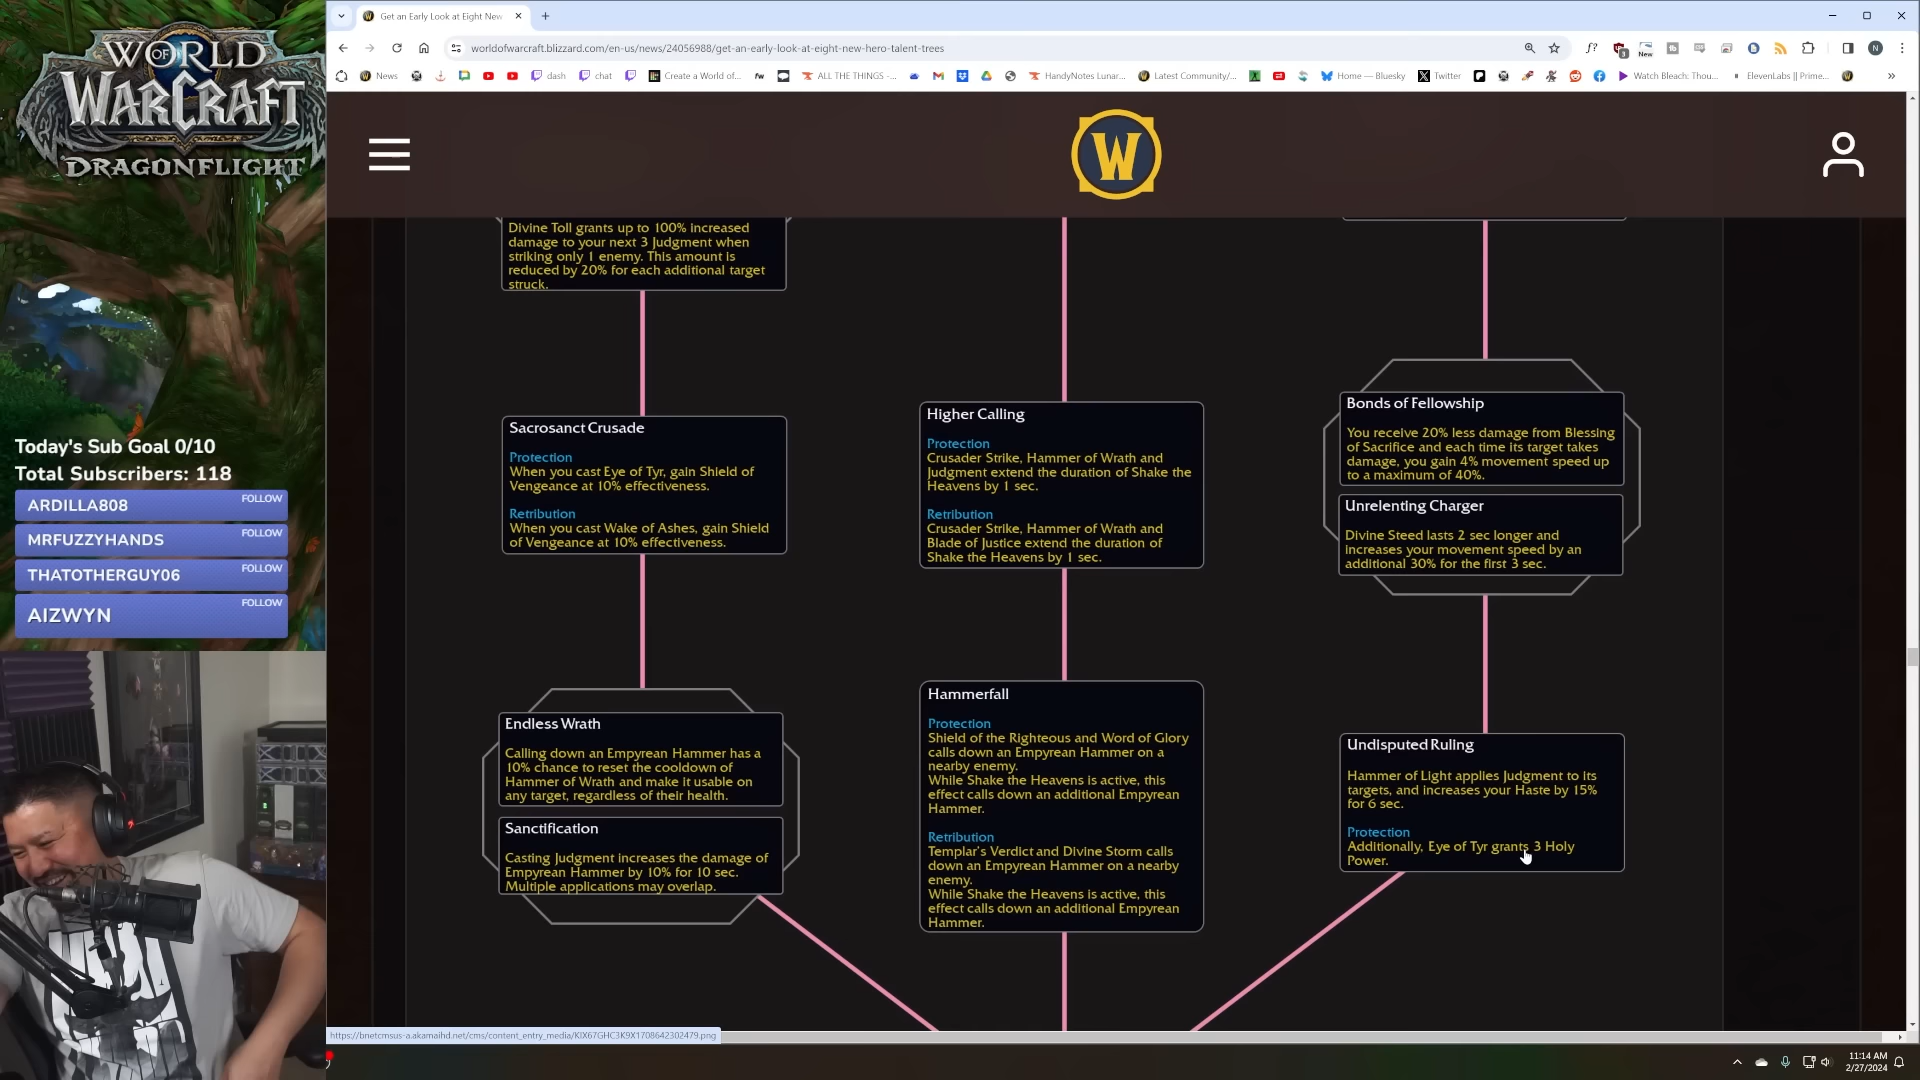 WORLD
OF
WARCRAFT
DRAGONFLIGHT
Today's Sub Goal 0/10
Total Subscribers: 118
ARDILLA808
FOLLOW
MRFUZZYHANDS
FOLLOW
THATOTHERGUY06
FOLLOW
AIZWYN
FOLLOW
Get an Early Look at Eight New
worldofwarcraft.blizzard.com/en-us/news/24056988/get-an-early-look-at-eight-new-hero-talent-trees
News
dash
chat
Create a World of...
fw
ALL THE THINGS -...
HandyNotes Lunar...
Latest Community/...
Home — Bluesky
Twitter
Watch Bleach: Thou...
ElevenLabs || Prime...
W
Divine Toll grants up to 100% increased
damage to your next 3 Judgment when
striking only 1 enemy. This amount is
reduced by 20% for each additional target
struck.
Sacrosanct Crusade
Protection
When you cast Eye of Tyr, gain Shield of
Vengeance at 10% effectiveness.
Retribution
When you cast Wake of Ashes, gain Shield
of Vengeance at 10% effectiveness.
Higher Calling
Protection
Crusader Strike, Hammer of Wrath and
Judgment extend the duration of Shake the
Heavens by 1 sec.
Retribution
Crusader Strike, Hammer of Wrath and
Blade of Justice extend the duration of
Shake the Heavens by 1 sec.
Bonds of Fellowship
You receive 20% less damage from Blessing
of Sacrifice and each time its target takes
damage, you gain 4% movement speed up
to a maximum of 40%.
Unrelenting Charger
Divine Steed lasts 2 sec longer and
increases your movement speed by an
additional 30% for the first 3 sec.
Endless Wrath
Calling down an Empyrean Hammer has a
10% chance to reset the cooldown of
Hammer of Wrath and make it usable on
any target, regardless of their health.
Sanctification
Casting Judgment increases the damage of
Empyrean Hammer by 10% for 10 sec.
Multiple applications may overlap.
Hammerfall
Protection
Shield of the Righteous and Word of Glory
calls down an Empyrean Hammer on a
nearby enemy.
While Shake the Heavens is active, this
effect calls down an additional Empyrean
Hammer.
Retribution
Templar's Verdict and Divine Storm calls
down an Empyrean Hammer on a nearby
enemy.
While Shake the Heavens is active, this
effect calls down an additional Empyrean
Hammer.
Undisputed Ruling
Hammer of Light applies Judgment to its
targets, and increases your Haste by 15%
for 6 sec.
Protection
Additionally, Eye of Tyr grants 3 Holy
Power.
https://bnetcmsus-a.akamaihd.net/cms/content_entry_media/KIX67GHC3K9X1708642302479.png
11:14 AM
2/27/2024